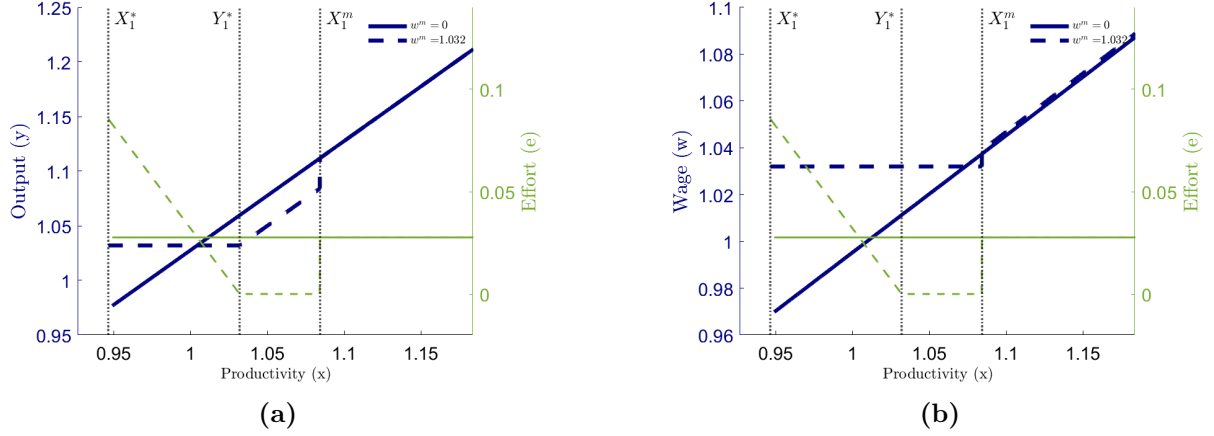 X₁* Y₁* X₁ᵐ
wᵐ = 0
wᵐ =1.032
1.25
1.2
1.15
1.1
1.05
1
0.95
Output (y)
0.1
0.05
0
Effort (e)
0.95 1 1.05 1.1 1.15
Productivity (x)
(a)
X₁* Y₁* X₁ᵐ
wᵐ = 0
wᵐ =1.032
1.1
1.08
1.06
1.04
1.02
1
0.98
0.96
Wage (w)
0.1
0.05
0
Effort (e)
0.95 1 1.05 1.1 1.15
Productivity (x)
(b)